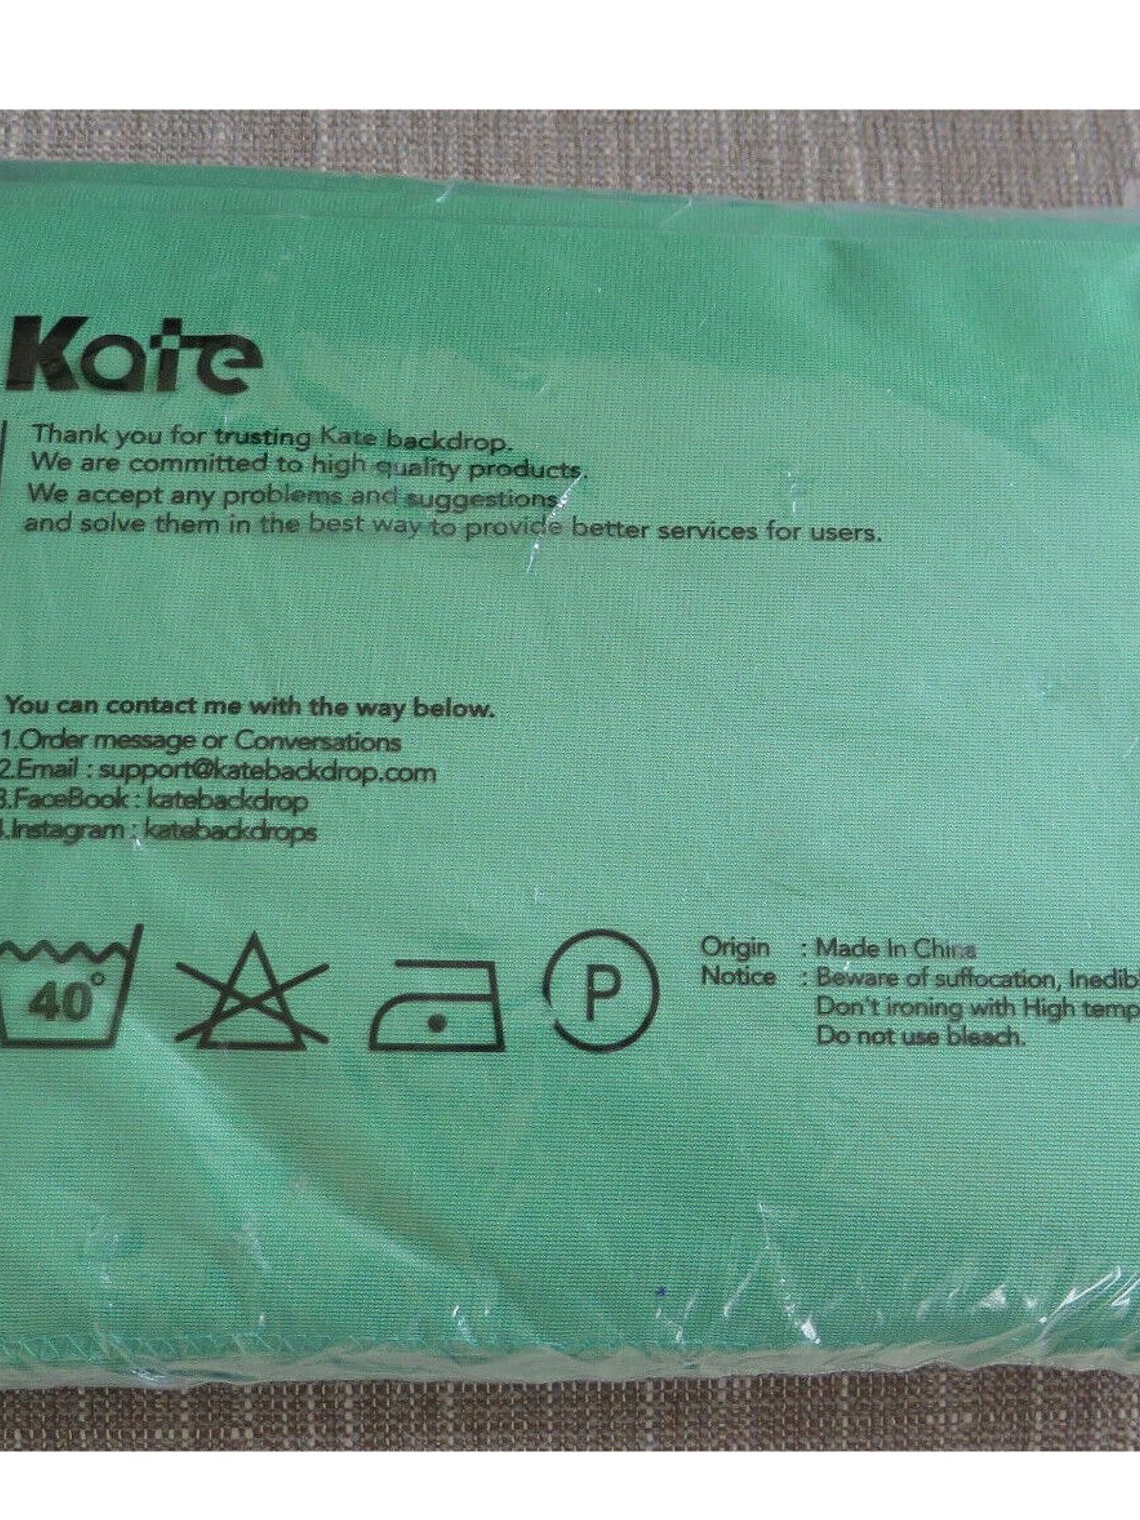 Kate
Thank you for trusting Kate backdrop.
We are committed to high quality products.
We accept any problems and suggestions,
and solve them in the best way to provide better services for users.
You can contact me with the way below.
1.Order message or Conversations
2.Email : support@katebackdrop.com
3.FaceBook : katebackdrop
4.Instagram : katebackdrops
40°
P
Origin : Made In China
Notice : Beware of suffocation, Inedib
Don't ironing with High temp
Do not use bleach.